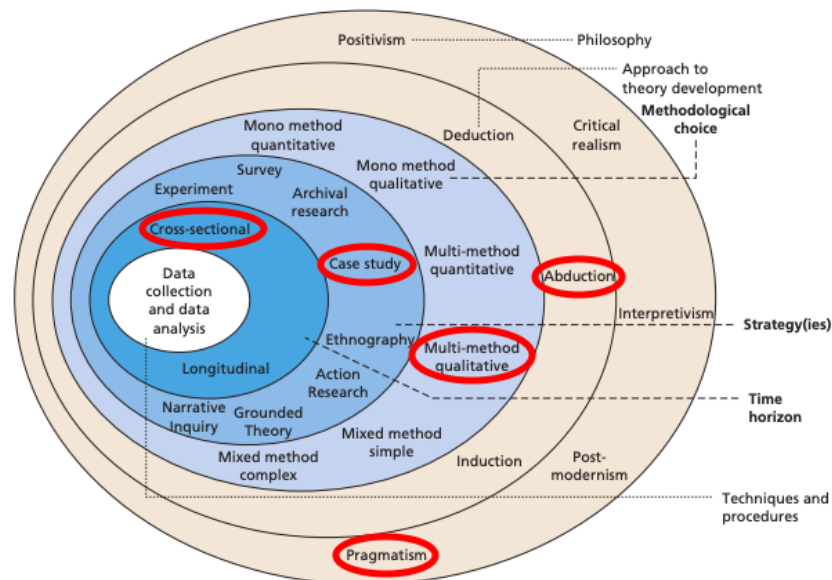 Positivism
Philosophy
Approach to
theory development
Methodological
choice
Mono method
quantitative
Deduction
Critical
realism
Mono method
qualitative
Survey
Experiment
Archival
research
Cross-sectional
Case study
Multi-method
quantitative
Abduction
Data
collection
and data
analysis
Interpretivism
Strategy(ies)
Ethnography
Multi-method
qualitative
Longitudinal
Action
Research
Time
horizon
Narrative
Inquiry
Grounded
Theory
Mixed method
simple
Mixed method
complex
Induction
Post-
modernism
Techniques and
procedures
Pragmatism